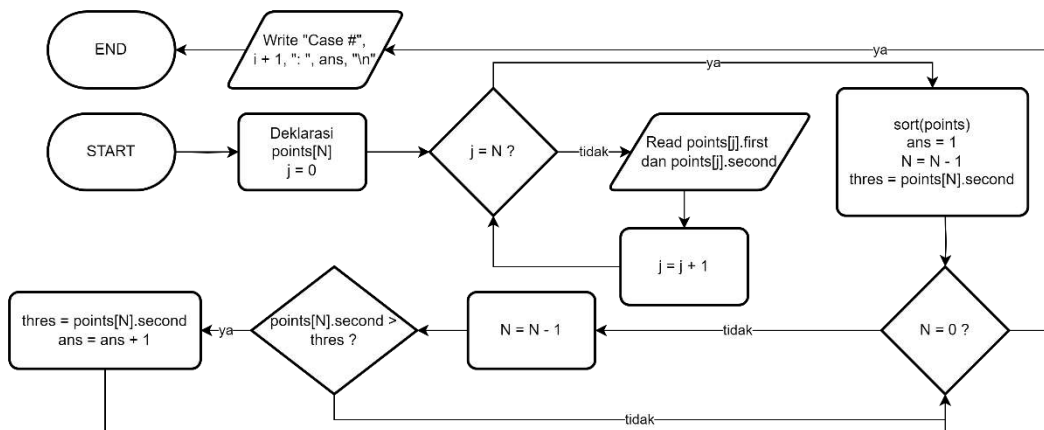 END
Write "Case #",
i + 1, ": ", ans, "\n"
ya
ya
START
Deklarasi
points[N]
j = 0
j = N ?
tidak
Read points[j].first
dan points[j].second
sort(points)
ans = 1
N = N - 1
thres = points[N].second
j = j + 1
thres = points[N].second
ans = ans + 1
ya
points[N].second >
thres ?
N = N - 1
tidak
N = 0 ?
tidak